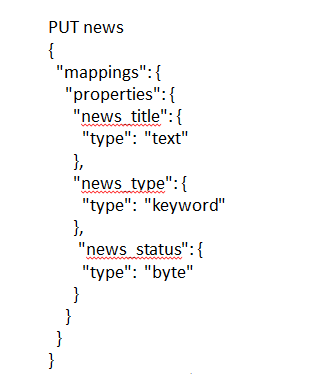 PUT news
{
  "mappings": {
    "properties": {
      "news_title": {
        "type":  "text"
      },
      "news_type": {
        "type":  "keyword"
      },
       "news_status": {
        "type":  "byte"
      }
    }
  }
}